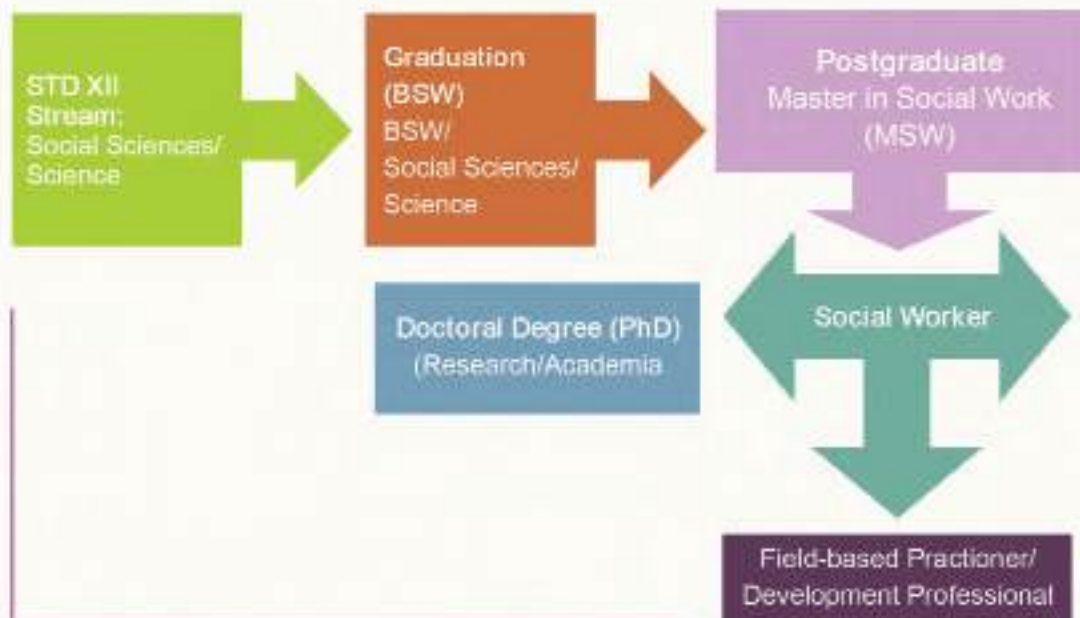 STD XII
Stream:
Social Sciences/
Science
Graduation
(BSW)
BSW/
Social Sciences/
Science
Postgraduate
Master in Social Work
(MSW)
Doctoral Degree (PhD)
(Research/Academia
Social Worker
Field-based Practioner/
Development Professional